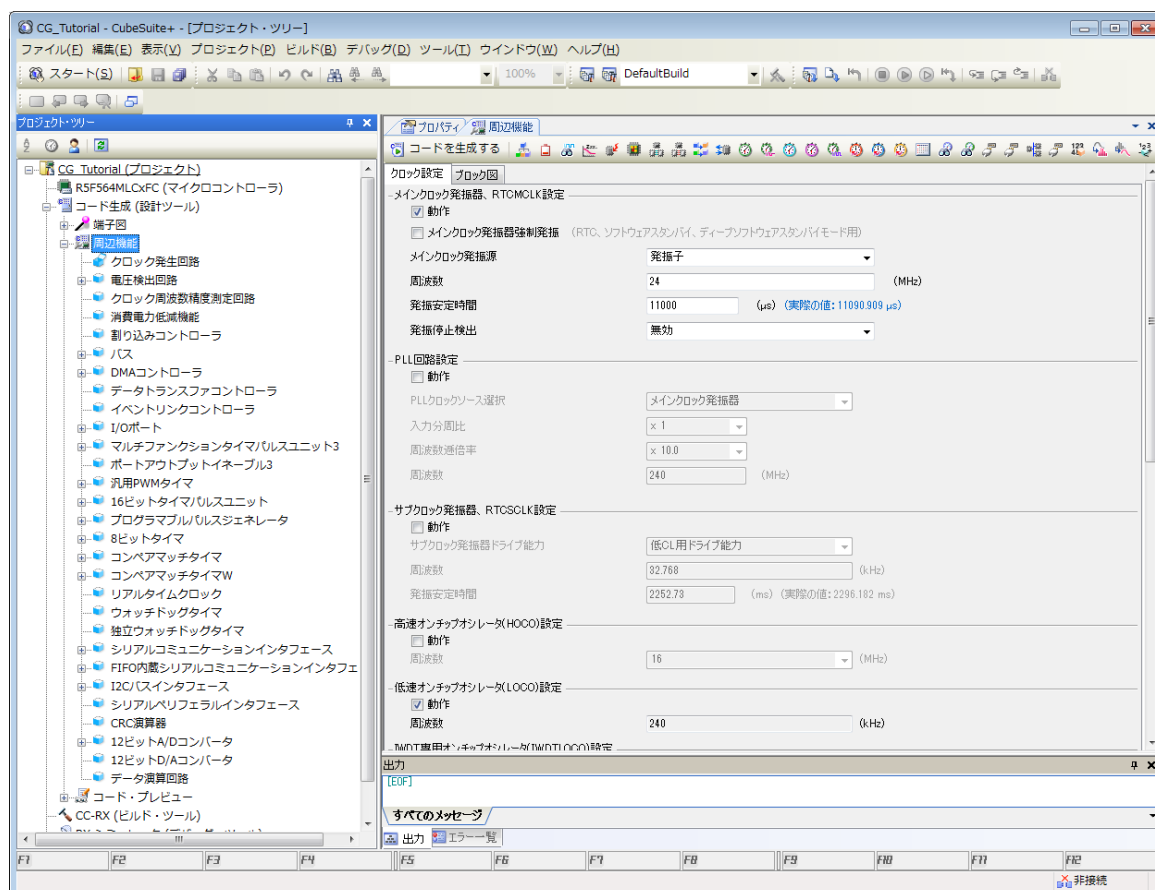 CG_Tutorial - CubeSuite+ - [プロジェクト・ツリー]
ファイル(F) 編集(E) 表示(V) プロジェクト(P) ビルド(B) デバッグ(D) ツール(T) ウインドウ(W) ヘルプ(H)
スタート(S) 100% DefaultBuild
プロジェクト・ツリー
CG_Tutorial (プロジェクト)
R5F564MLCxFC (マイクロコントローラ)
コード生成 (設計ツール)
端子図
周辺機能
クロック発生回路
電圧検出回路
クロック周波数精度測定回路
消費電力低減機能
割り込みコントローラ
バス
DMAコントローラ
データトランスファコントローラ
イベントリンクコントローラ
I/Oポート
マルチファンクションタイマパルスユニット3
ポートアウトプットイネーブル3
汎用PWMタイマ
16ビットタイマパルスユニット
プログラマブルパルスジェネレータ
8ビットタイマ
コンペアマッチタイマ
コンペアマッチタイマW
リアルタイムクロック
ウォッチドッグタイマ
独立ウォッチドッグタイマ
シリアルコミュニケーションインタフェース
FIFO内蔵シリアルコミュニケーションインタフェ
I2Cバスインタフェース
シリアルペリフェラルインタフェース
CRC演算器
12ビットA/Dコンバータ
12ビットD/Aコンバータ
データ演算回路
コード・プレビュー
CC-RX (ビルド・ツール)
プロパティ 周辺機能
コードを生成する
クロック設定 ブロック図
メインクロック発振器、RTCMCLK設定
動作
メインクロック発振器強制発振 (RTC、ソフトウェアスタンバイ、ディープソフトウェアスタンバイモード用)
メインクロック発振源 発振子
周波数 24 (MHz)
発振安定時間 11000 (μs) (実際の値: 11090.909 μs)
発振停止検出 無効
PLL回路設定
動作
PLLクロックソース選択 メインクロック発振器
入力分周比 x 1
周波数逓倍率 x 10.0
周波数 240 (MHz)
サブクロック発振器、RTCSCLK設定
動作
サブクロック発振器ドライブ能力 低CL用ドライブ能力
周波数 32.768 (kHz)
発振安定時間 2252.73 (ms) (実際の値: 2296.182 ms)
高速オンチップオシレータ(HOCO)設定
動作
周波数 16 (MHz)
低速オンチップオシレータ(LOCO)設定
動作
周波数 240 (kHz)
IWDT専用オンチップオシレータ(IWDTLOCO)設定
出力
[EOF]
すべてのメッセージ
出力 エラー一覧
F1 F2 F3 F4 F5 F6 F7 F8 F9 F10 F11 F12
非接続